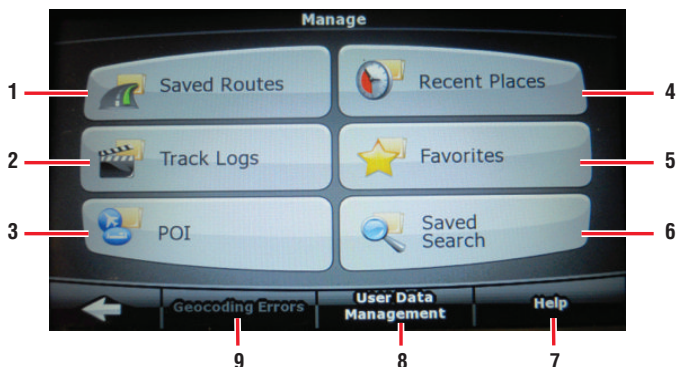 Manage
1
Saved Routes
Recent Places
4
2
Track Logs
Favorites
5
3
POI
Saved
Search
6
Geocoding Errors
User Data
Management
Help
9
8
7